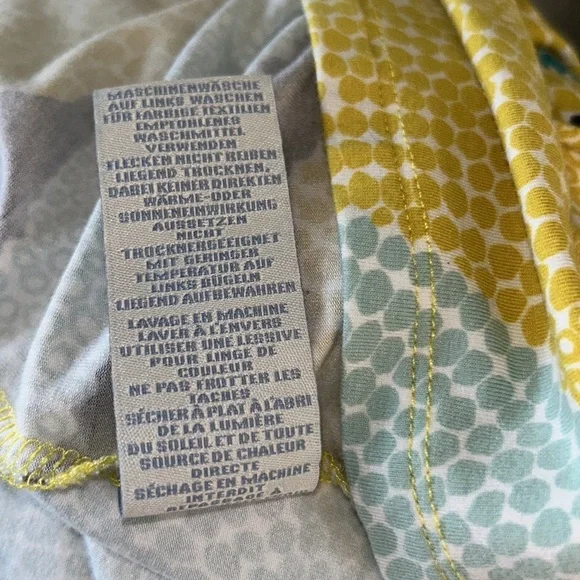 MASCHINENWÄSCHE
AUF LINKS WASCHEN
FÜR FARBIGE TEXTILIEN
EMPFOHLENES
WASCHMITTEL
VERWENDEN
FLECKEN NICHT REIBEN
LIEGEND TROCKNEN,
DABEI KEINER DIREKTEN
WÄRME-ODER
SONNENEINWIRKUNG
AUSSETZEN
NICHT
TROCKNERGEEIGNET
MIT GERINGER
TEMPERATUR AUF
LINKS BÜGELN
LIEGEND AUFBEWAHREN
LAVAGE EN MACHINE
LAVER À L'ENVERS
UTILISER UNE LESSIVE
POUR LINGE DE
COULEUR
NE PAS FROTTER LES
TACHES
SÉCHER À PLAT À L'ABRI
DE LA LUMIÈRE
DU SOLEIL ET DE TOUTE
SOURCE DE CHALEUR
DIRECTE
SÉCHAGE EN MACHINE
INTERDIT